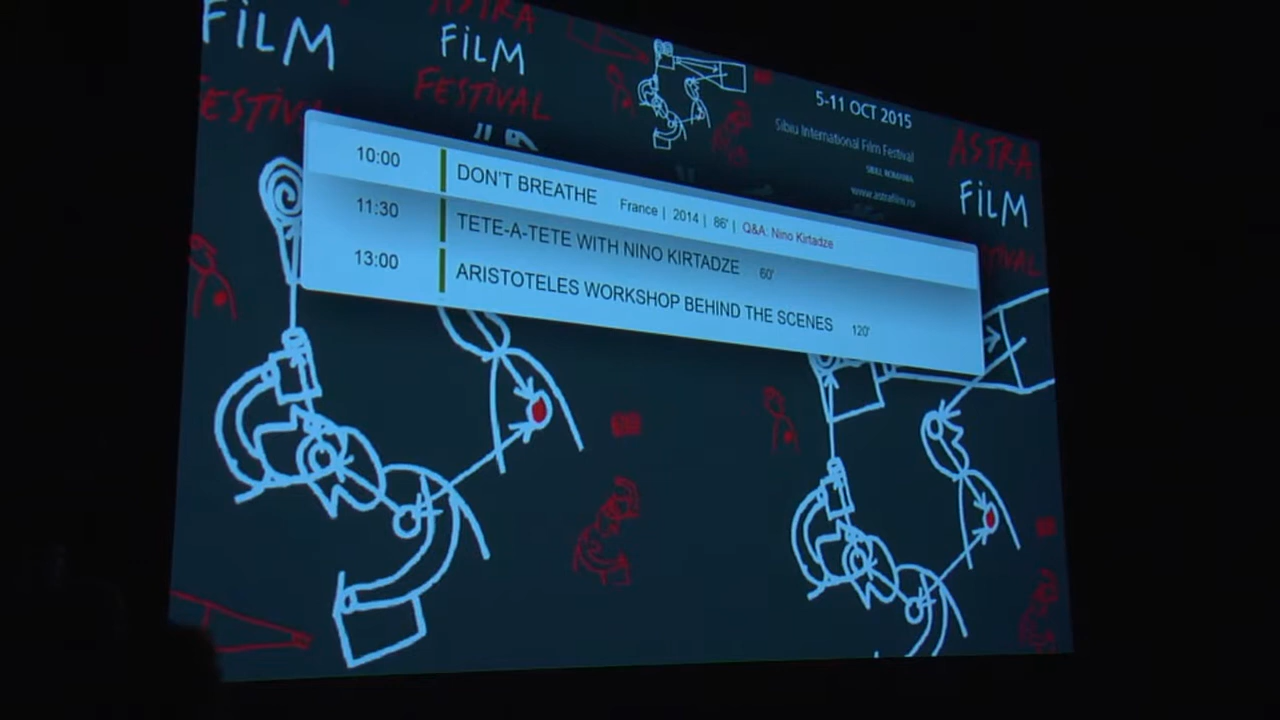 FiLM
FESTiVAL
ASTRA
FiLM
FESTiVAL
5-11 OCT 2015
Sibiu International Film Festival
SIBIU, ROMANIA
www.astrafilm.ro
ASTRA
FiLM
10:00 DON'T BREATHE France | 2014 | 86' | Q&A: Nino Kirtadze
11:30 TETE-A-TETE WITH NINO KIRTADZE 60'
13:00 ARISTOTELES WORKSHOP BEHIND THE SCENES 120'